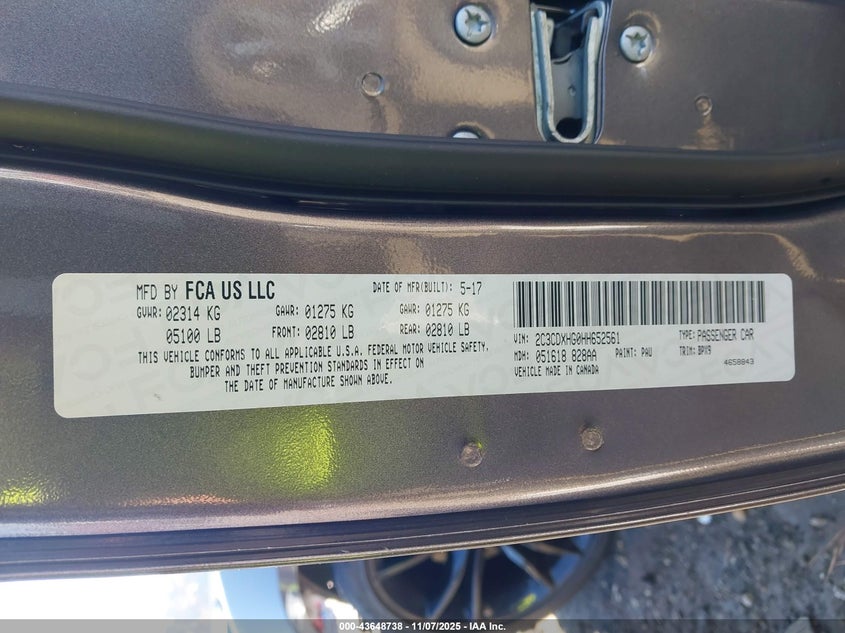 MFD BY FCA US LLC DATE OF MFR(BUILT): 5-17
GVWR: 02314 KG GAWR: 01275 KG GAWR: 01275 KG
05100 LB FRONT: 02810 LB REAR: 02810 LB
THIS VEHICLE CONFORMS TO ALL APPLICABLE U.S.A. FEDERAL MOTOR VEHICLE SAFETY,
BUMPER AND THEFT PREVENTION STANDARDS IN EFFECT ON
THE DATE OF MANUFACTURE SHOWN ABOVE.
VIN: 2C3CDXHG0HH652561 TYPE: PASSENGER CAR
MDH: 051618 828AA PAINT: PAU TRIM: BPX9
VEHICLE MADE IN CANADA 4658843
000-43648738 - 11/07/2025 - IAA Inc.